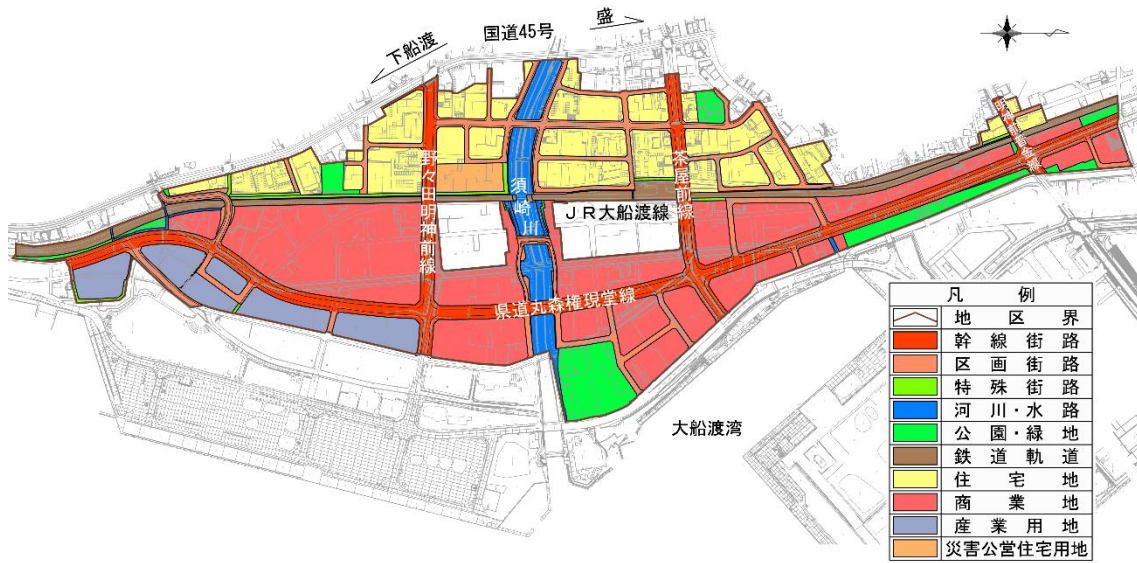 国道45号
盛
下船渡
野々田明神前線
須崎川
茶屋前線
JR大船渡線
県道丸森権現堂線
大船渡湾
凡例
地区界
幹線街路
区画街路
特殊街路
河川・水路
公園・緑地
鉄道軌道
住宅地
商業地
産業用地
災害公営住宅用地